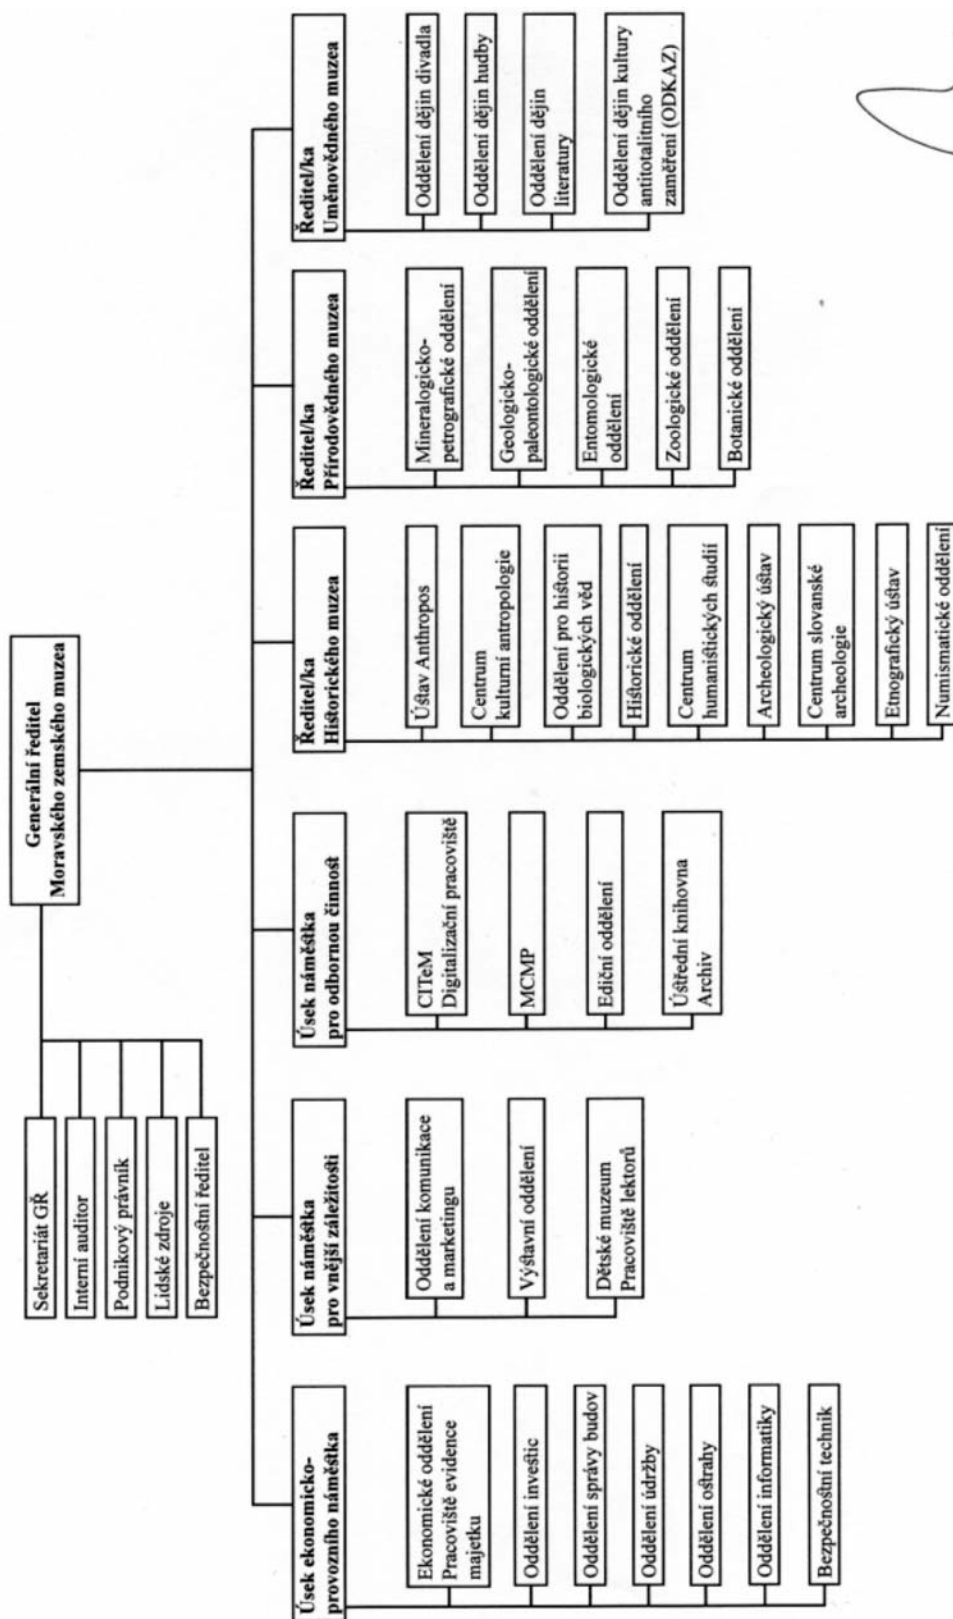 Generální ředitel
Moravského zemského muzea
Sekretariát GŘ
Interní auditor
Podnikový právník
Lidské zdroje
Bezpečnostní ředitel
Úsek ekonomicko-
provozního náměstka
Ekonomické oddělení
Pracoviště evidence
majetku
Oddělení investic
Oddělení správy budov
Oddělení údržby
Oddělení ostrahy
Oddělení informatiky
Bezpečnostní technik
Úsek náměstka
pro vnější záležitosti
Oddělení komunikace
a marketingu
Výstavní oddělení
Dětské muzeum
Pracoviště lektorů
Úsek náměstka
pro odbornou činnost
CITeM
Digitalizační pracoviště
MCMP
Ediční oddělení
Ústřední knihovna
Archiv
Ředitel/ka
Historického muzea
Ústav Anthropos
Centrum
kulturní antropologie
Oddělení pro historii
biologických věd
Historické oddělení
Centrum
humanistických studií
Archeologický ústav
Centrum slovanské
archeologie
Etnografický ústav
Numismatické oddělení
Ředitel/ka
Přírodovědného muzea
Mineralogicko-
petrografické oddělení
Geologicko-
paleontologické oddělení
Entomologické
oddělení
Zoologické oddělení
Botanické oddělení
Ředitel/ka
Uměnovědného muzea
Oddělení dějin divadla
Oddělení dějin hudby
Oddělení dějin
literatury
Oddělení dějin kultury
antitotalitního
zaměření (ODKAZ)